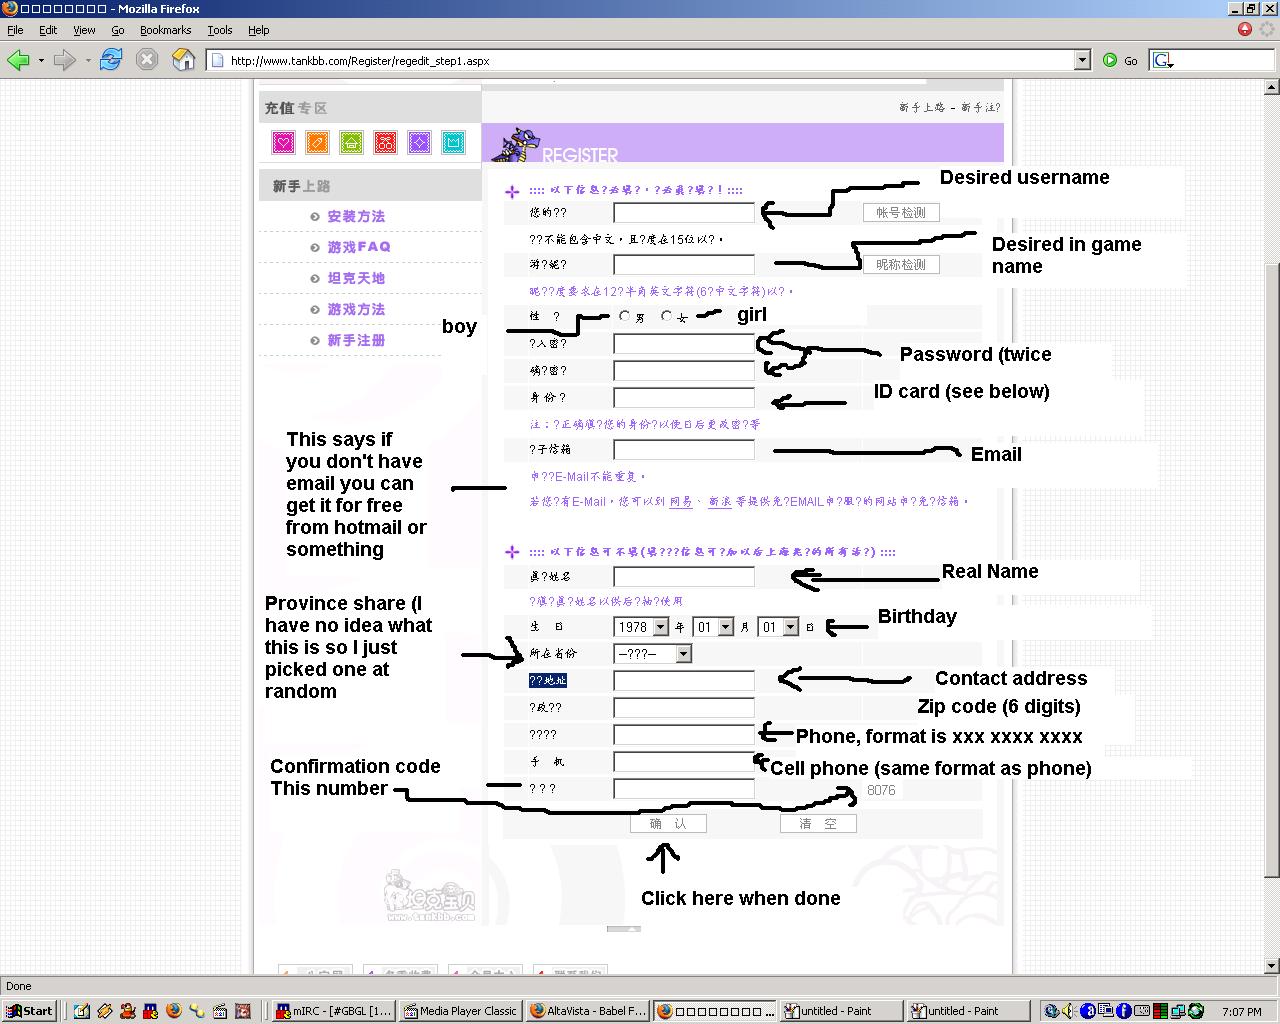 □□□□□□□□ - Mozilla Firefox
File Edit View Go Bookmarks Tools Help
http://www.tankbb.com/Register/regedit_step1.aspx
Go
充值专区
新手上路 - 新手注?
REGISTER
新手上路
安装方法
游戏FAQ
坦克天地
游戏方法
新手注册
:::: 以下信息?必填?，?必真?填?！::::
Desired username
您的??
帐号检测
??不能包含中文，且?度在15位以?。
Desired in game
name
游?昵?
昵称检测
昵??度要求在12?半角英文字符(6?中文字符)以?。
性 ? 男 女
boy
girl
?入密?
确?密?
Password (twice
身份?
ID card (see below)
注：?正确填?您的身份?以便日后更改密?等
?子信箱
Email
申??E-Mail不能重复。
若您?有E-Mail，您可以到 网易、 新浪 等提供免?EMAIL申?服?的网站申?免?信箱。
This says if
you don't have
email you can
get it for free
from hotmail or
something
:::: 以下信息可不填(填???信息可?加以后上海兆?的所有活?) ::::
真?姓名
Real Name
?填?真?姓名以供后?抽?使用
生 日 1978 年 01 月 01 日
Birthday
Province share (I
have no idea what
this is so I just
picked one at
random
所在省份 --???--
??地址
Contact address
?政??
Zip code (6 digits)
????
Phone, format is xxx xxxx xxxx
手 机
Cell phone (same format as phone)
Confirmation code
This number
? ? ?
8076
确 认 清 空
Click here when done
坦克宝贝
www.tankbb.com
Done
Start
mIRC - [#GBGL [1...
Media Player Classic
AltaVista - Babel F...
□□□□□□□□ ...
untitled - Paint
untitled - Paint
7:07 PM